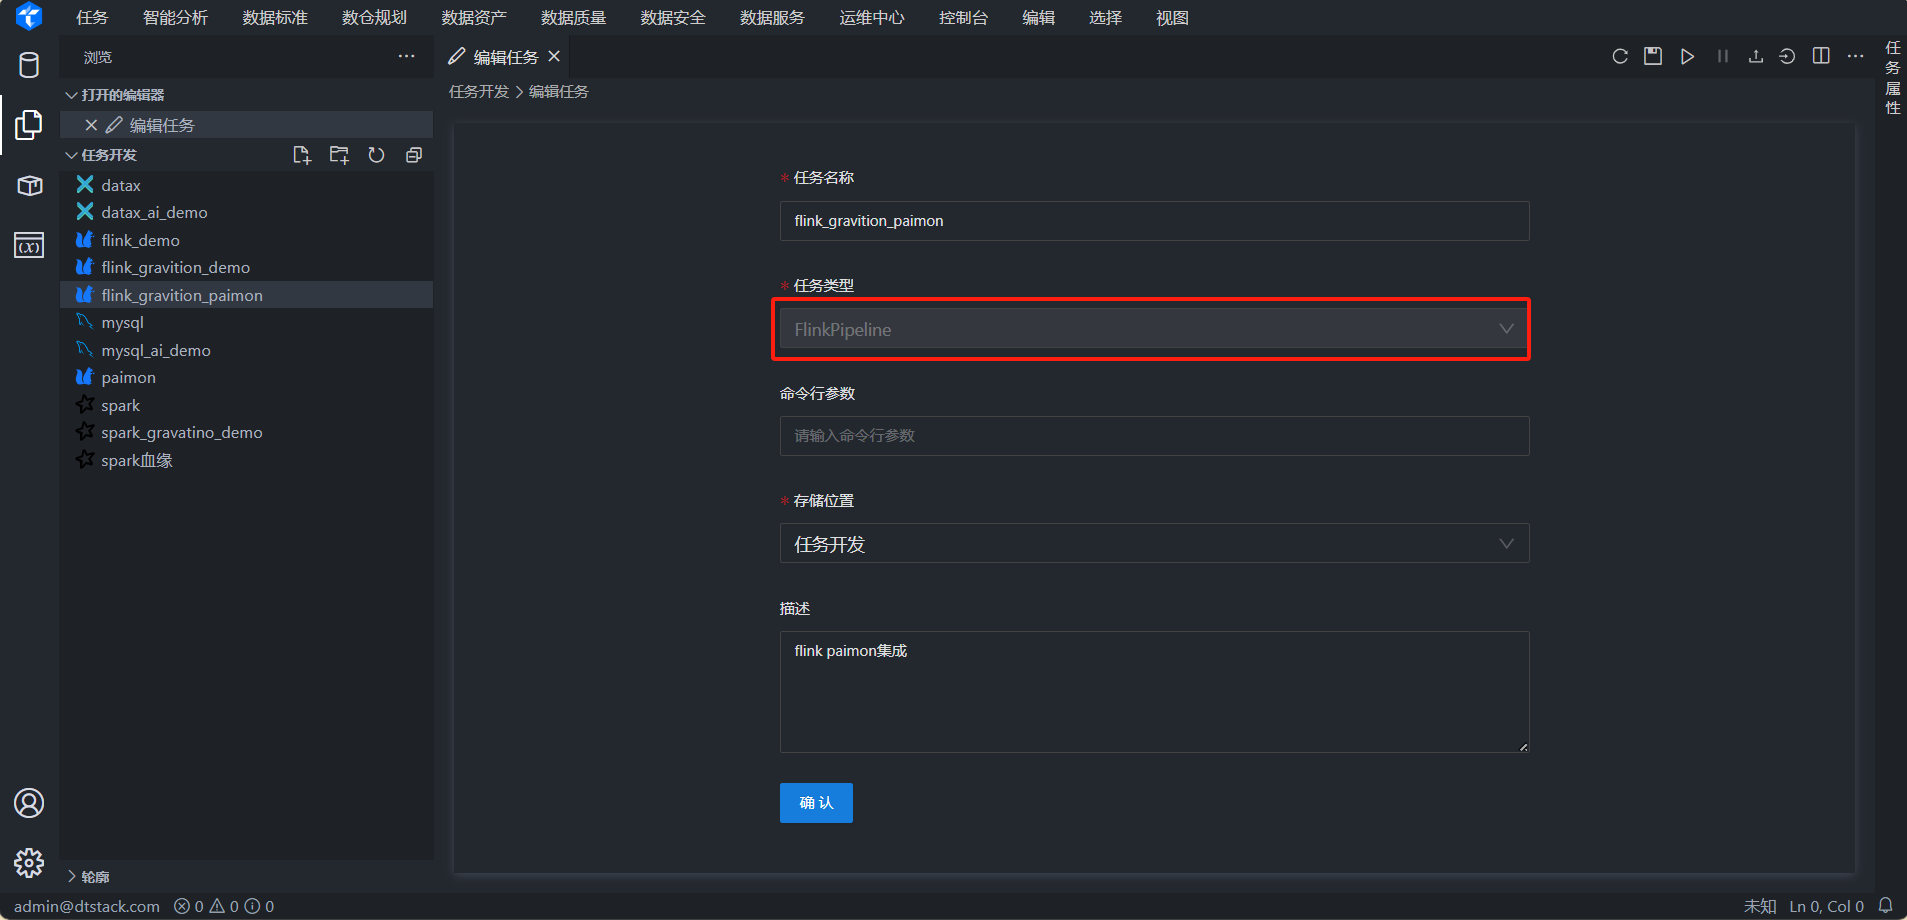 任务 智能分析 数据标准 数仓规划 数据资产 数据质量 数据安全 数据服务 运维中心 控制台 编辑 选择 视图
浏览
打开的编辑器
编辑任务
任务开发
datax
datax_ai_demo
flink_demo
flink_gravition_demo
flink_gravition_paimon
mysql
mysql_ai_demo
paimon
spark
spark_gravatino_demo
spark血缘
轮廓
编辑任务
任务开发 > 编辑任务
* 任务名称
flink_gravition_paimon
* 任务类型
FlinkPipeline
命令行参数
请输入命令行参数
* 存储位置
任务开发
描述
flink paimon集成
确 认
任务属性
(x)
admin@dtstack.com 0 0 0
未知 Ln 0, Col 0